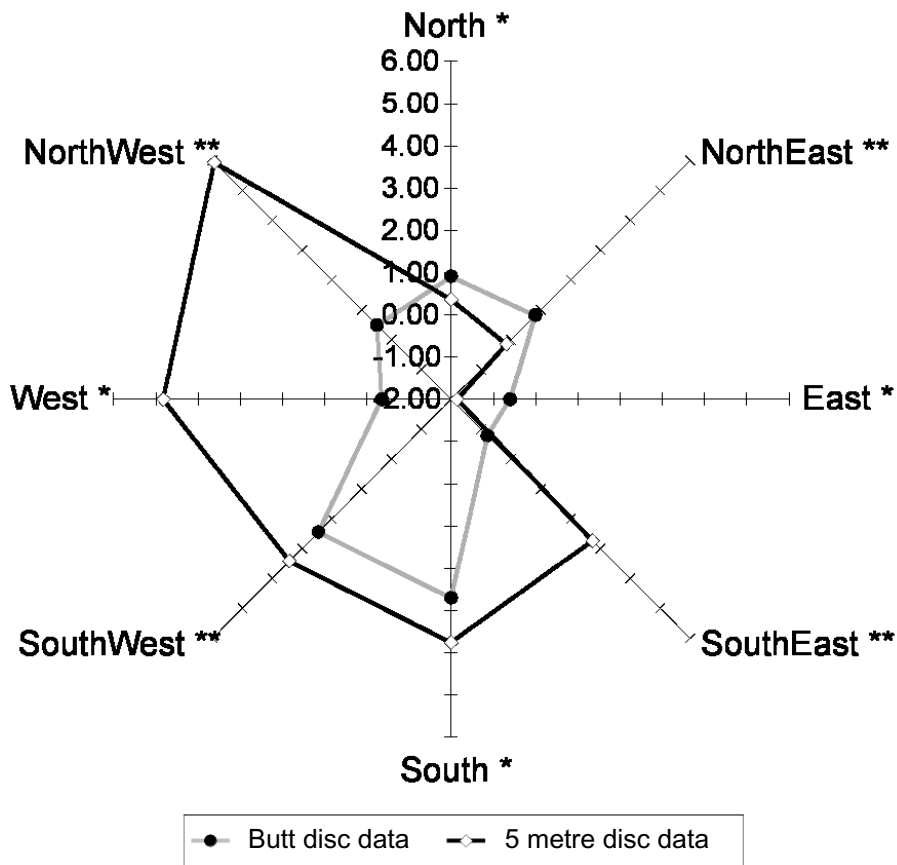 North *
6.00
5.00
4.00
NorthWest **
NorthEast **
3.00
2.00
1.00
0.00
-1.00
West *
-2.00
East *
SouthWest **
SouthEast **
South *
Butt disc data
5 metre disc data